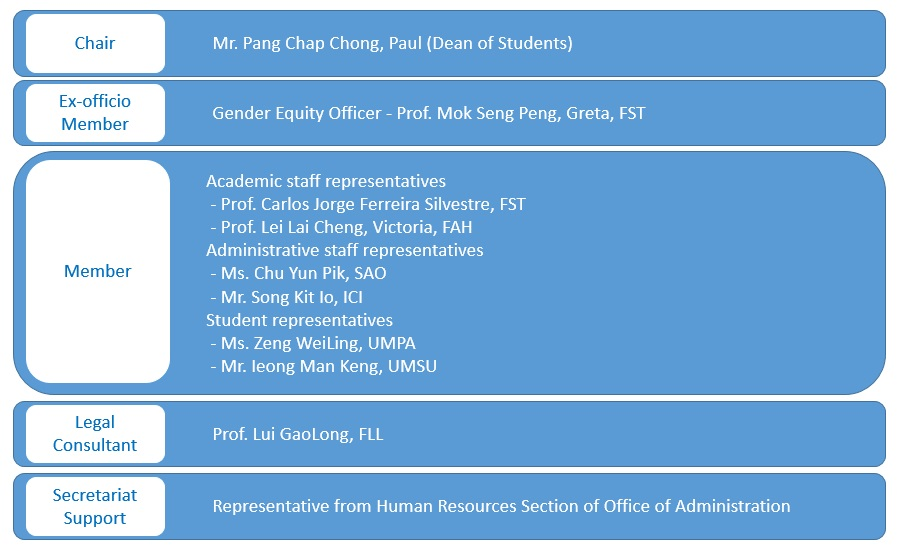 Chair
Mr. Pang Chap Chong, Paul (Dean of Students)
Ex-officio
Member
Gender Equity Officer - Prof. Mok Seng Peng, Greta, FST
Member
Academic staff representatives
- Prof. Carlos Jorge Ferreira Silvestre, FST
- Prof. Lei Lai Cheng, Victoria, FAH
Administrative staff representatives
- Ms. Chu Yun Pik, SAO
- Mr. Song Kit Io, ICI
Student representatives
- Ms. Zeng WeiLing, UMPA
- Mr. Ieong Man Keng, UMSU
Legal
Consultant
Prof. Lui GaoLong, FLL
Secretariat
Support
Representative from Human Resources Section of Office of Administration